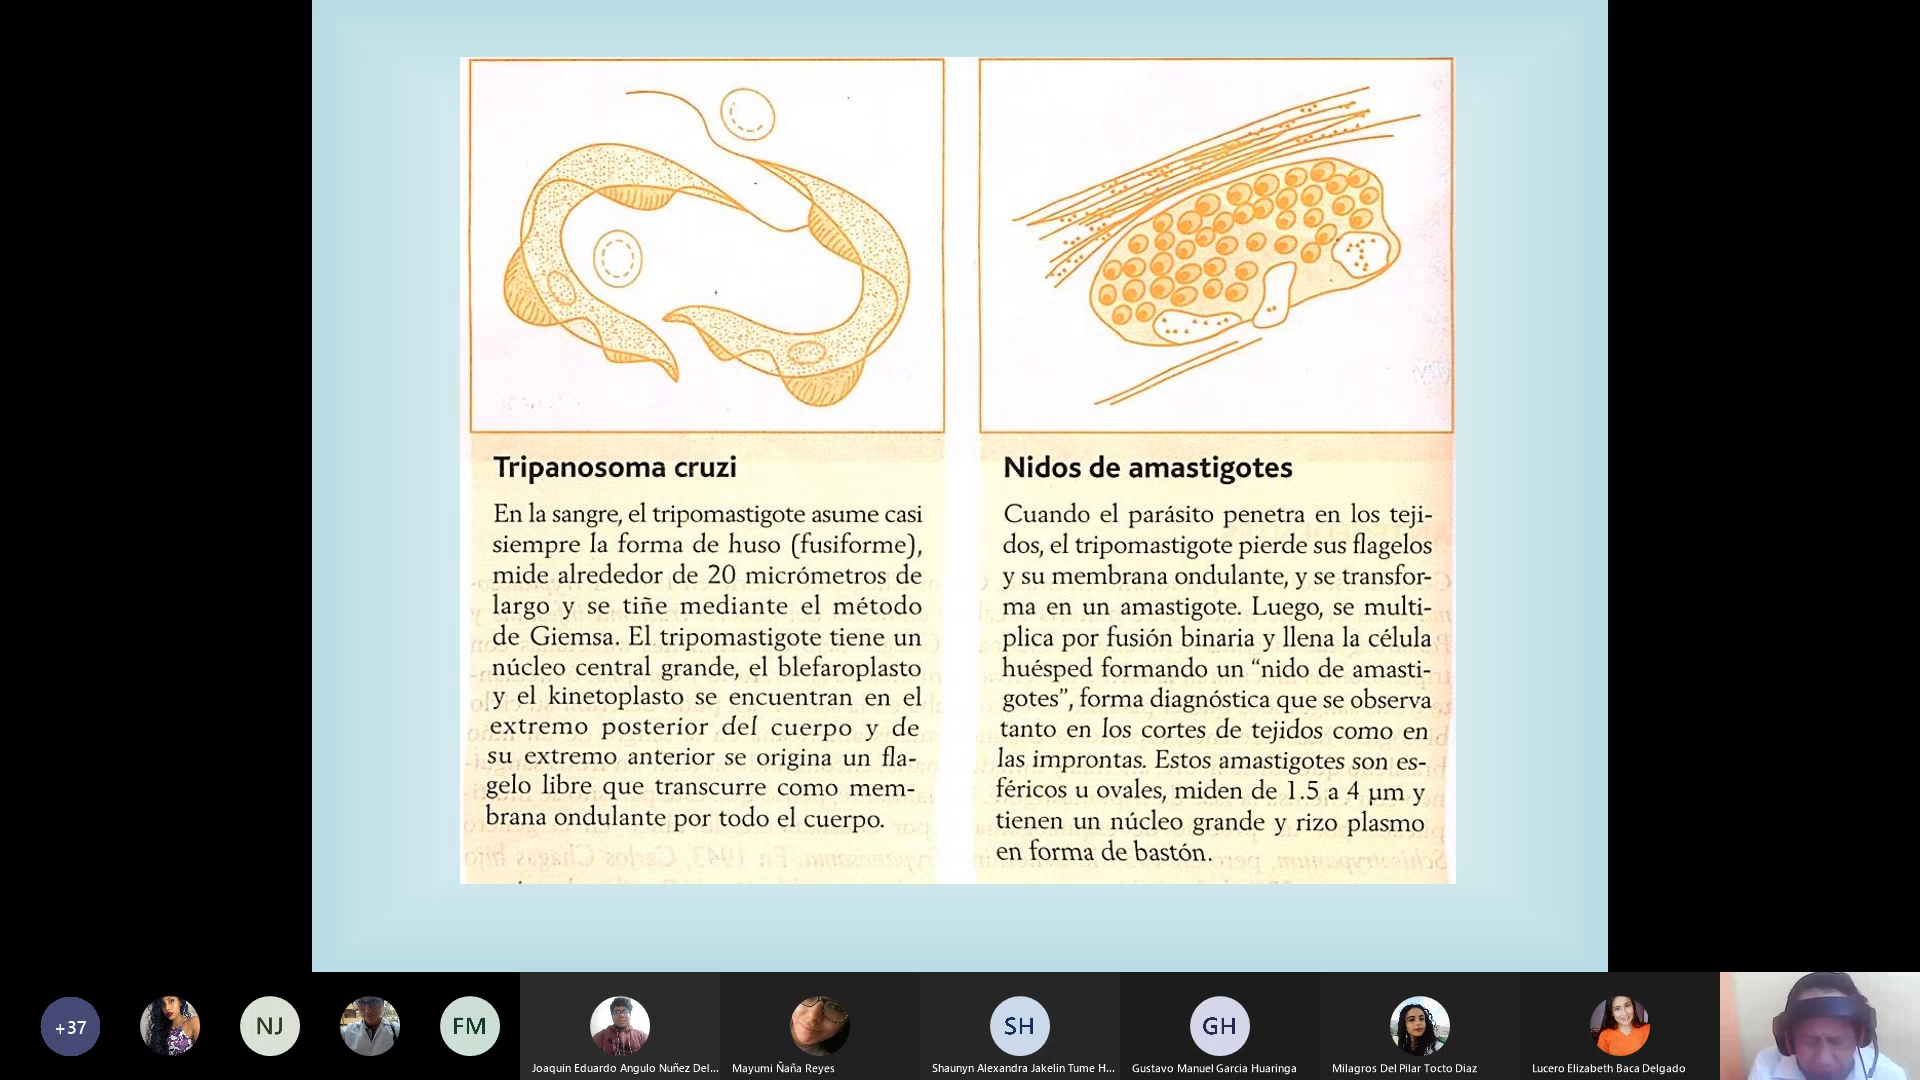 Tripanosoma cruzi
En la sangre, el tripomastigote asume casi
siempre la forma de huso (fusiforme),
mide alrededor de 20 micrómetros de
largo y se tiñe mediante el método
de Giemsa. El tripomastigote tiene un
núcleo central grande, el blefaroplasto
y el kinetoplasto se encuentran en el
extremo posterior del cuerpo y de
su extremo anterior se origina un fla-
gelo libre que transcurre como mem-
brana ondulante por todo el cuerpo.
Nidos de amastigotes
Cuando el parásito penetra en los teji-
dos, el tripomastigote pierde sus flagelos
y su membrana ondulante, y se transfor-
ma en un amastigote. Luego, se multi-
plica por fusión binaria y llena la célula
huésped formando un “nido de amasti-
gotes”, forma diagnóstica que se observa
tanto en los cortes de tejidos como en
las improntas. Estos amastigotes son es-
féricos u ovales, miden de 1.5 a 4 µm y
tienen un núcleo grande y rizo plasmo
en forma de bastón.
+37
NJ
FM
SH
GH
Joaquin Eduardo Angulo Nuñez Del...
Mayumi Ñaña Reyes
Shaunyn Alexandra Jakelin Tume H...
Gustavo Manuel Garcia Huaringa
Milagros Del Pilar Tocto Diaz
Lucero Elizabeth Baca Delgado